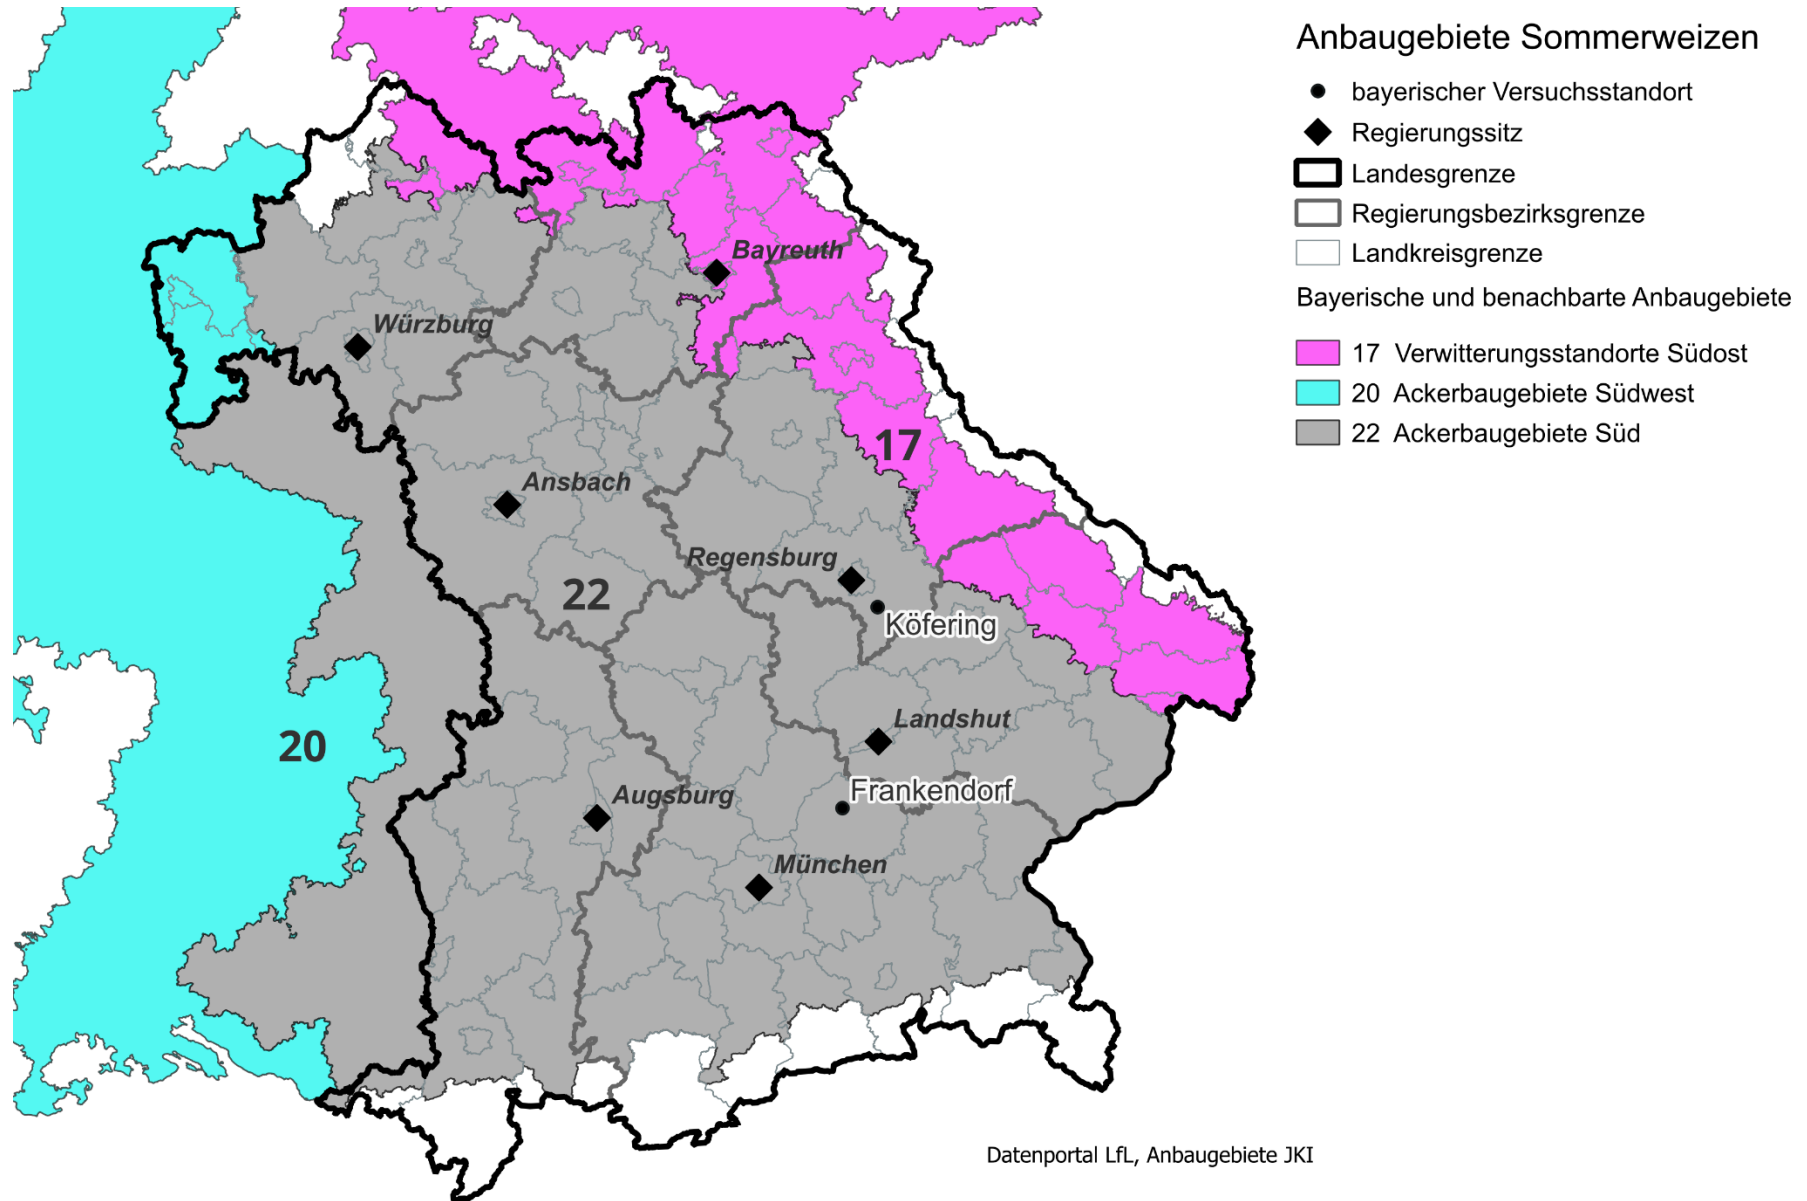 Anbaugebiete Sommerweizen
bayerischer Versuchsstandort
Regierungssitz
Landesgrenze
Regierungsbezirksgrenze
Landkreisgrenze
Bayerische und benachbarte Anbaugebiete
17 Verwitterungsstandorte Südost
20 Ackerbaugebiete Südwest
22 Ackerbaugebiete Süd
Bayreuth
Würzburg
17
Ansbach
Regensburg
22
Köfering
Landshut
20
Frankendorf
Augsburg
München
Datenportal LfL, Anbaugebiete JKI